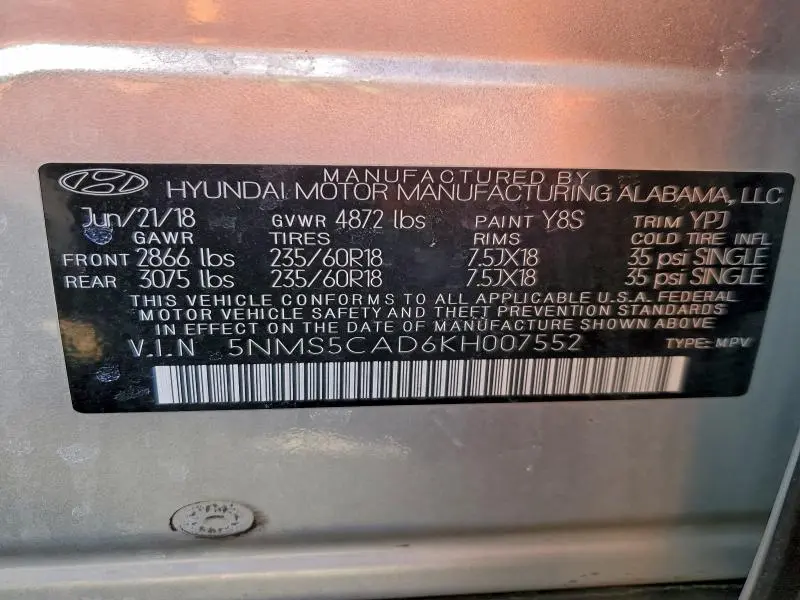 MANUFACTURED BY
HYUNDAI MOTOR MANUFACTURING ALABAMA, LLC
Jun/21/18 GVWR 4872 lbs PAINT Y8S TRIM YPJ
GAWR TIRES RIMS COLD TIRE INFL
FRONT 2866 lbs 235/60R18 7.5JX18 35 psi SINGLE
REAR 3075 lbs 235/60R18 7.5JX18 35 psi SINGLE
THIS VEHICLE CONFORMS TO ALL APPLICABLE U.S.A. FEDERAL
MOTOR VEHICLE SAFETY AND THEFT PREVENTION STANDARDS
IN EFFECT ON THE DATE OF MANUFACTURE SHOWN ABOVE
V.I.N 5NMS5CAD6KH007552 TYPE: MPV